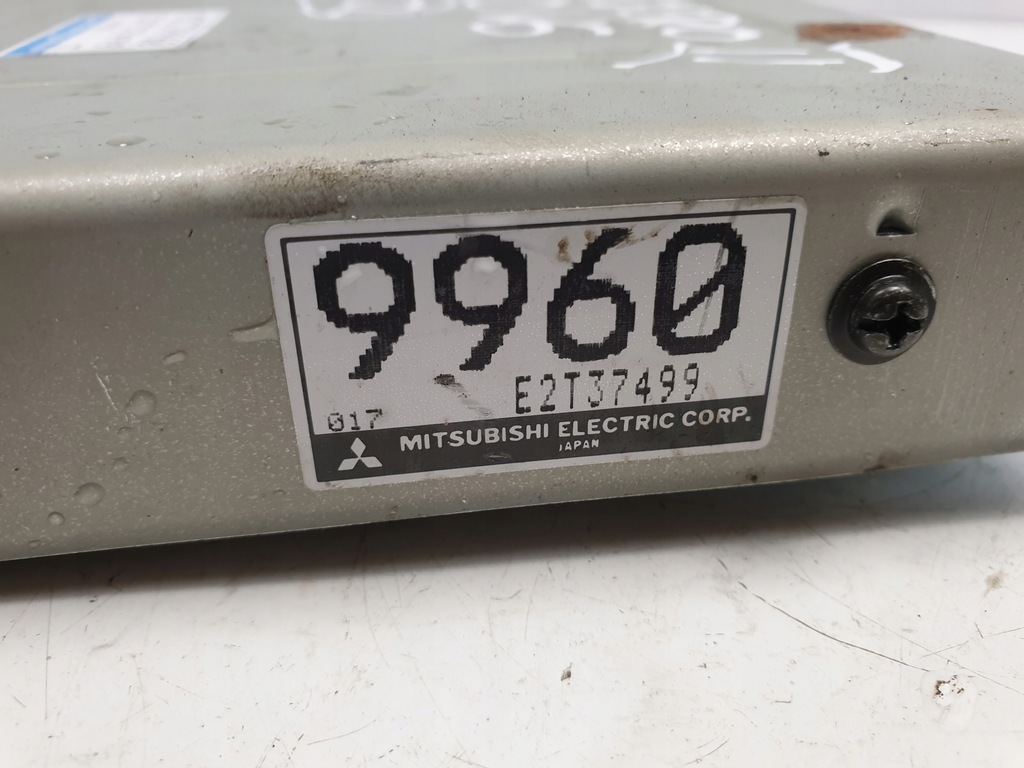 9960
E2T37499
017
MITSUBISHI ELECTRIC CORP.
JAPAN